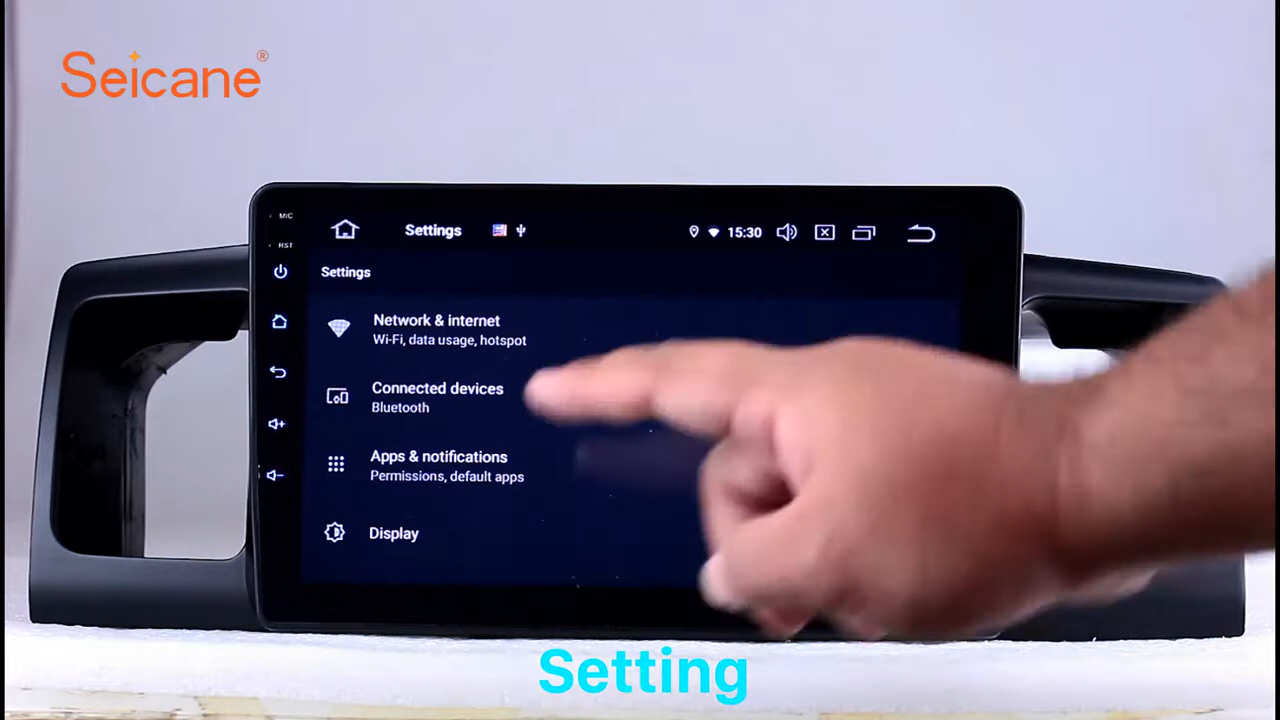 Seicane®
MIC
RST
Settings
15:30
Settings
Network & internet
Wi-Fi, data usage, hotspot
Connected devices
Bluetooth
Apps & notifications
Permissions, default apps
Display
Setting